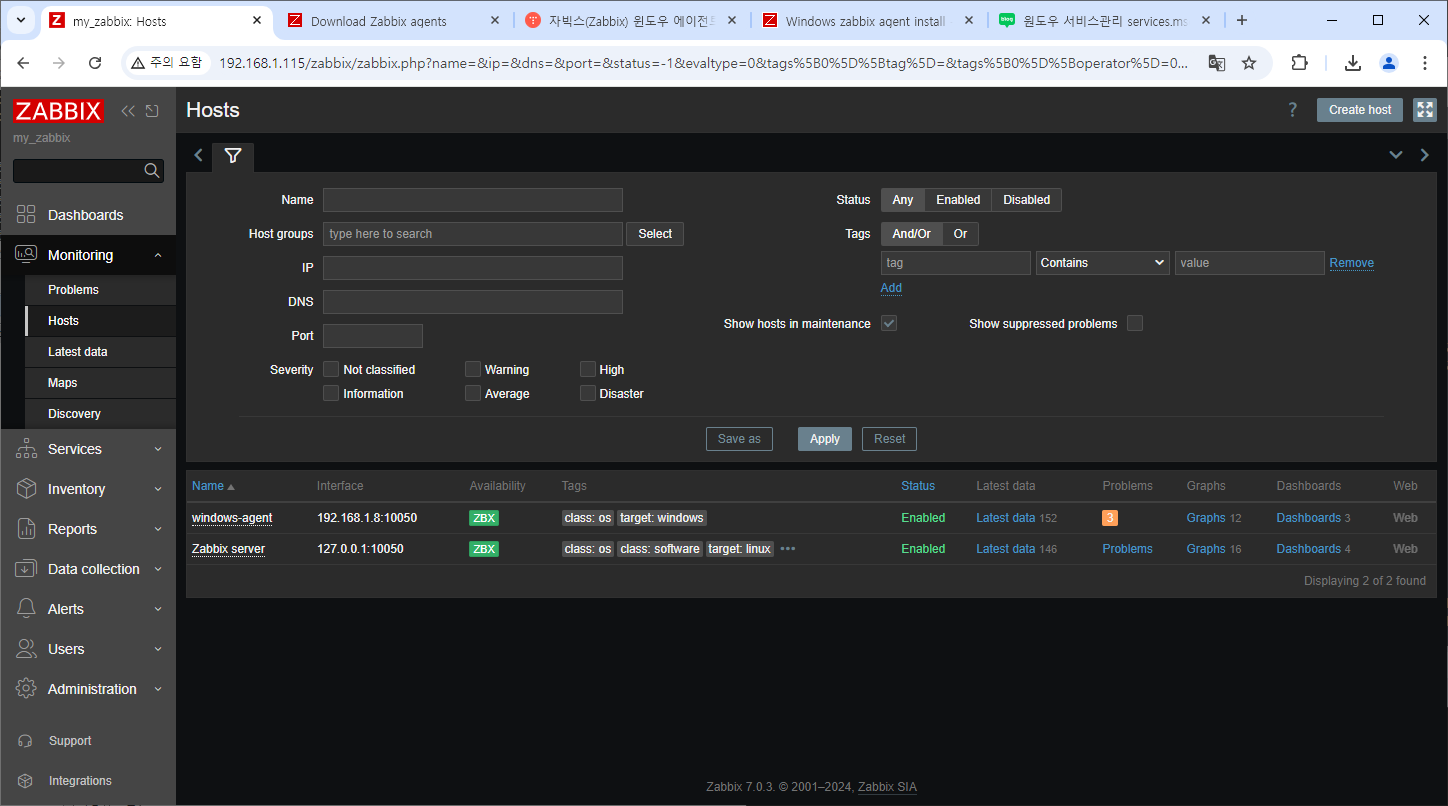 my_zabbix: Hosts
Download Zabbix agents
자빅스(Zabbix) 윈도우 에이전트
Windows zabbix agent install
윈도우 서비스관리 services.ms
주의 요함
192.168.1.115/zabbix/zabbix.php?name=&ip=&dns=&port=&status=-1&evaltype=0&tags%5B0%5D%5Btag%5D=&tags%5B0%5D%5Boperator%5D=0...
ZABBIX
my_zabbix
Dashboards
Monitoring
Problems
Hosts
Latest data
Maps
Discovery
Services
Inventory
Reports
Data collection
Alerts
Users
Administration
Support
Integrations
Hosts
? Create host
Name
Host groups type here to search Select
IP
DNS
Port
Severity Not classified Warning High
Information Average Disaster
Status Any Enabled Disabled
Tags And/Or Or
tag Contains value Remove
Add
Show hosts in maintenance Show suppressed problems
Save as Apply Reset
Name Interface Availability Tags Status Latest data Problems Graphs Dashboards Web
windows-agent 192.168.1.8:10050 ZBX class: os target: windows Enabled Latest data 152 3 Graphs 12 Dashboards 3 Web
Zabbix server 127.0.0.1:10050 ZBX class: os class: software target: linux ••• Enabled Latest data 146 Problems Graphs 16 Dashboards 4 Web
Displaying 2 of 2 found
Zabbix 7.0.3. © 2001–2024, Zabbix SIA